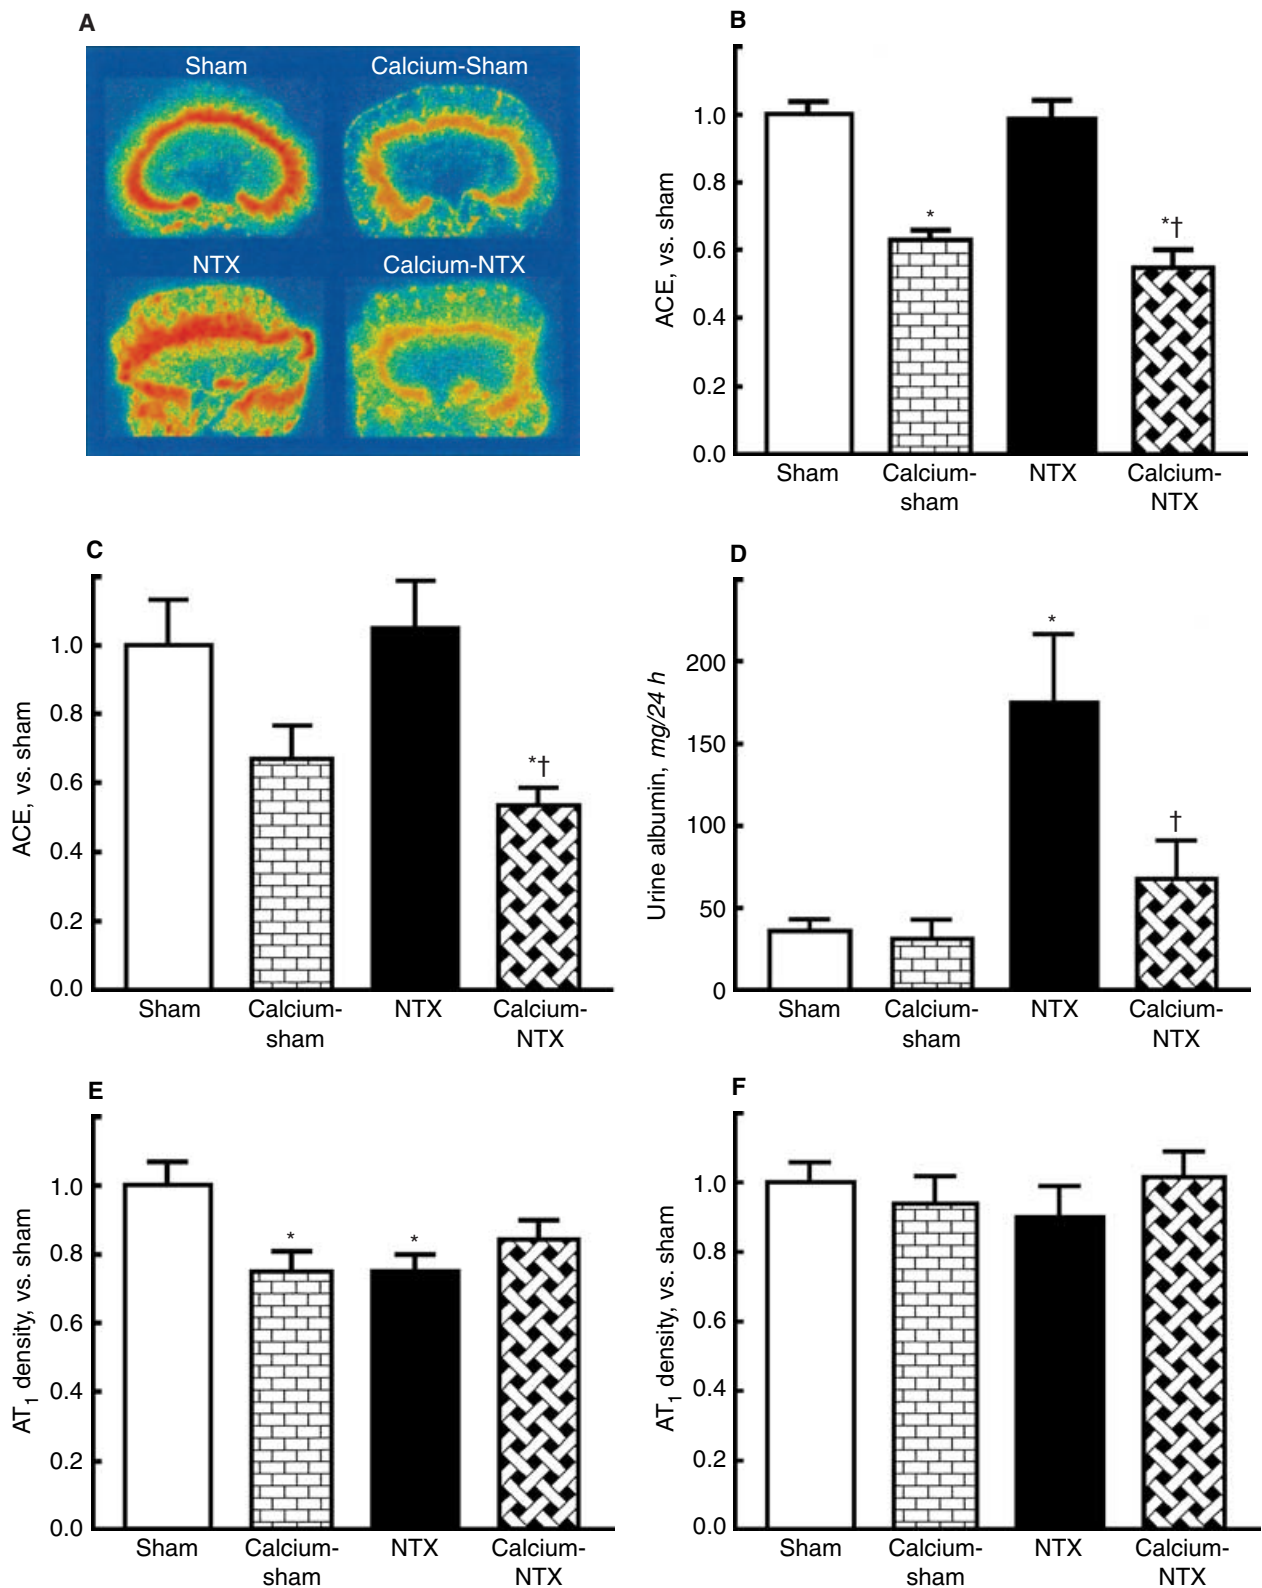 A
Sham Calcium-Sham
NTX Calcium-NTX
B
ACE, vs. sham
1.0
0.8
0.6
0.4
0.2
0.0
*
*†
Sham Calcium- NTX Calcium-
sham NTX
C
ACE, vs. sham
1.0
0.8
0.6
0.4
0.2
0.0
*†
Sham Calcium- NTX Calcium-
sham NTX
D
Urine albumin, mg/24 h
200
150
100
50
0
*
†
Sham Calcium- NTX Calcium-
sham NTX
E
AT1 density, vs. sham
1.0
0.8
0.6
0.4
0.2
0.0
*
*
Sham Calcium- NTX Calcium-
sham NTX
F
AT1 density, vs. sham
1.0
0.8
0.6
0.4
0.2
0.0
Sham Calcium- NTX Calcium-
sham NTX